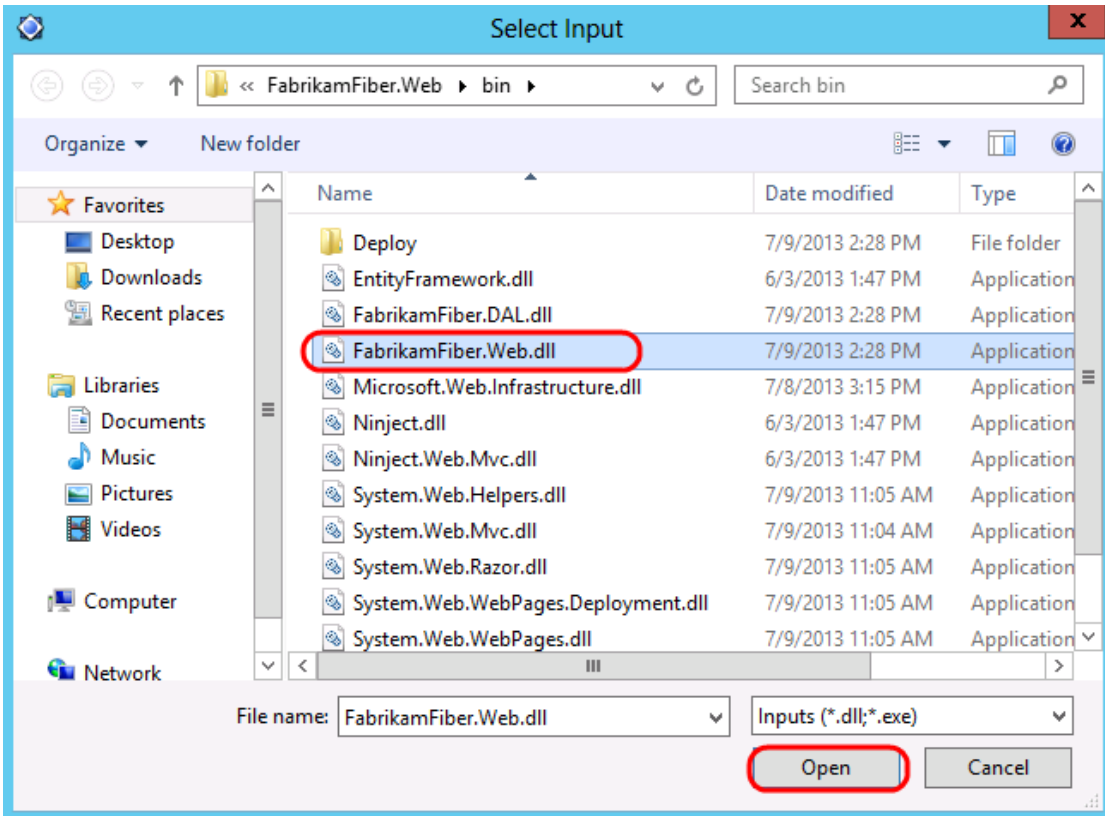 Select Input
x
« FabrikamFiber.Web bin
Search bin
Organize New folder
Name Date modified Type
Favorites
Desktop
Downloads
Recent places
Libraries
Documents
Music
Pictures
Videos
Computer
Network
Deploy 7/9/2013 2:28 PM File folder
EntityFramework.dll 6/3/2013 1:47 PM Application
FabrikamFiber.DAL.dll 7/9/2013 2:28 PM Application
FabrikamFiber.Web.dll 7/9/2013 2:28 PM Application
Microsoft.Web.Infrastructure.dll 7/8/2013 3:15 PM Application
Ninject.dll 6/3/2013 1:47 PM Application
Ninject.Web.Mvc.dll 6/3/2013 1:47 PM Application
System.Web.Helpers.dll 7/9/2013 11:05 AM Application
System.Web.Mvc.dll 7/9/2013 11:04 AM Application
System.Web.Razor.dll 7/9/2013 11:05 AM Application
System.Web.WebPages.Deployment.dll 7/9/2013 11:05 AM Application
System.Web.WebPages.dll 7/9/2013 11:05 AM Application
File name: FabrikamFiber.Web.dll Inputs (*.dll;*.exe)
Open Cancel